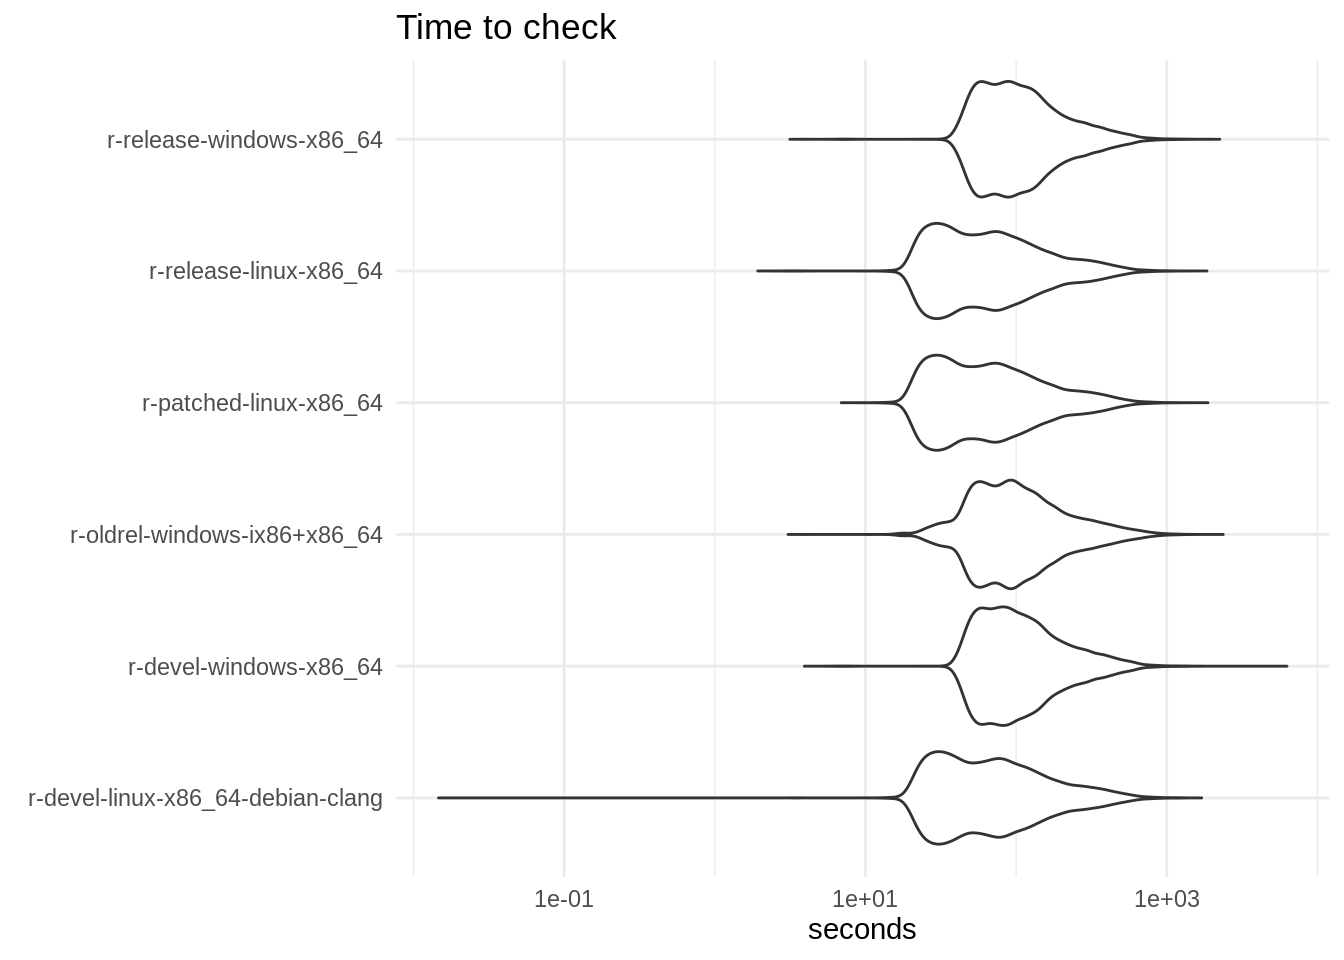 Time to check
r-release-windows-x86_64
r-release-linux-x86_64
r-patched-linux-x86_64
r-oldrel-windows-ix86+x86_64
r-devel-windows-x86_64
r-devel-linux-x86_64-debian-clang
1e-01 1e+01 1e+03
seconds